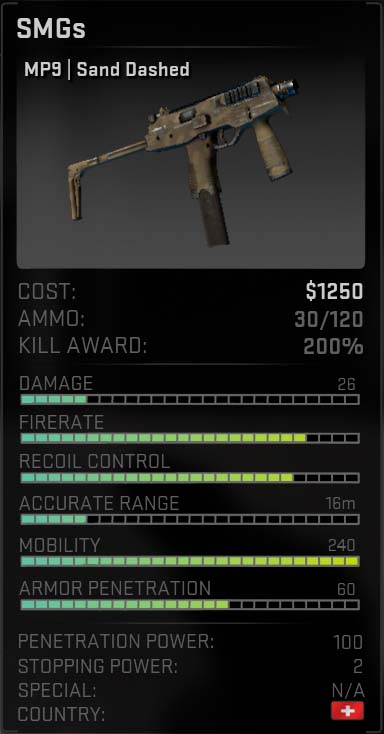 SMGs
MP9 | Sand Dashed
COST: $1250
AMMO: 30/120
KILL AWARD: 200%
DAMAGE 26
FIRERATE
RECOIL CONTROL
ACCURATE RANGE 16m
MOBILITY 240
ARMOR PENETRATION 60
PENETRATION POWER: 100
STOPPING POWER: 2
SPECIAL: N/A
COUNTRY: